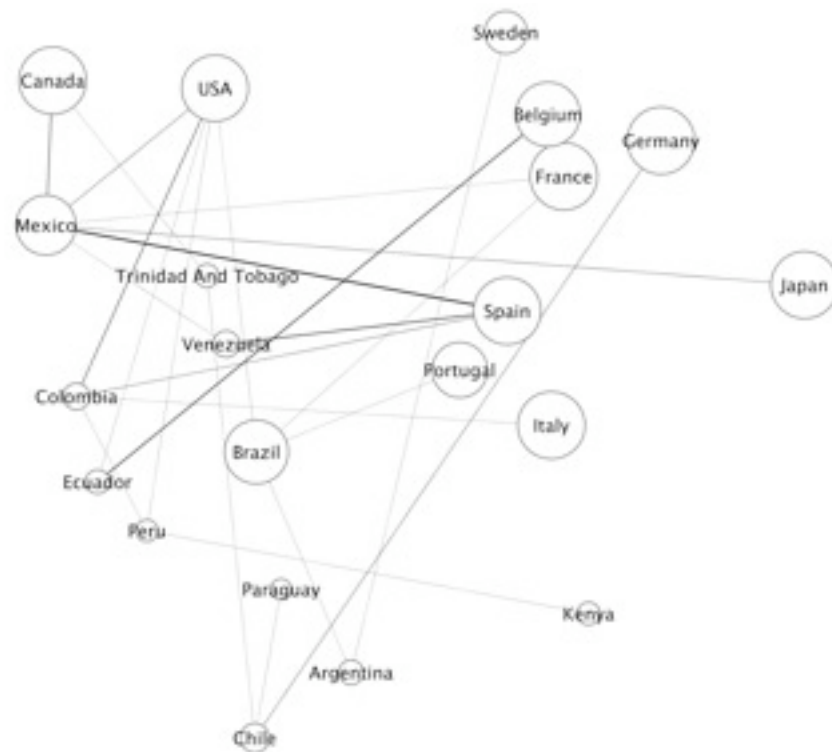 Sweden
Canada
USA
Belgium
Germany
France
Mexico
Trinidad And Tobago
Japan
Spain
Venezuela
Portugal
Colombia
Italy
Brazil
Ecuador
Peru
Paraguay
Kenya
Argentina
Chile